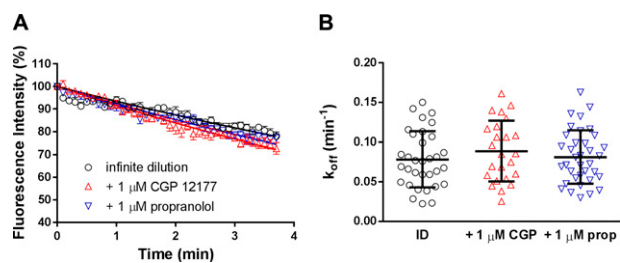 A
Fluorescence Intensity (%)
110
100
90
80
70
60
50
40
infinite dilution
+ 1 μM CGP 12177
+ 1 μM propranolol
0
1
2
3
4
Time (min)
B
koff (min-1)
0.20
0.15
0.10
0.05
0.00
ID
+ 1 μM CGP
+ 1 μM prop